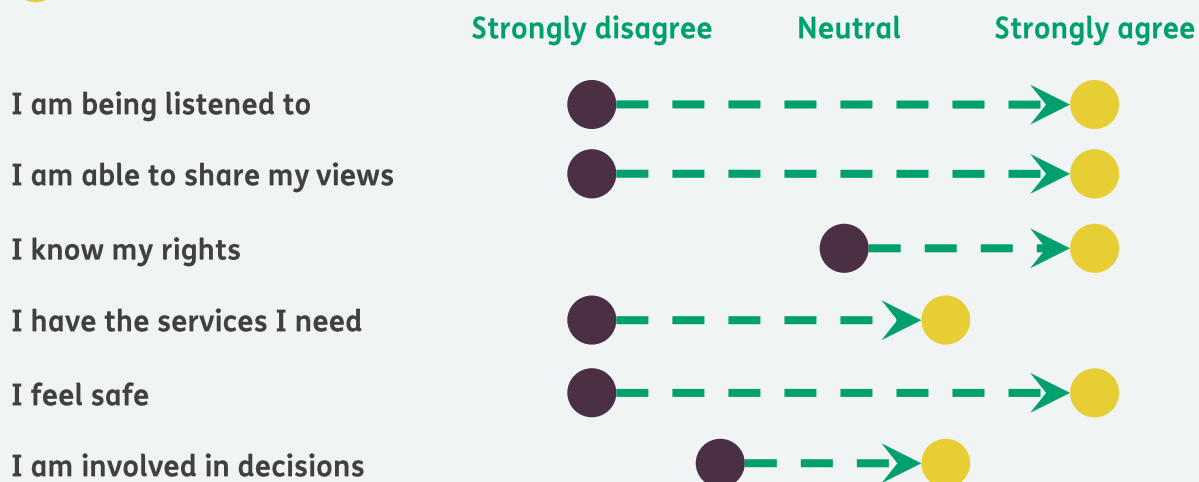 Strongly disagree Neutral Strongly agree
I am being listened to
I am able to share my views
I know my rights
I have the services I need
I feel safe
I am involved in decisions